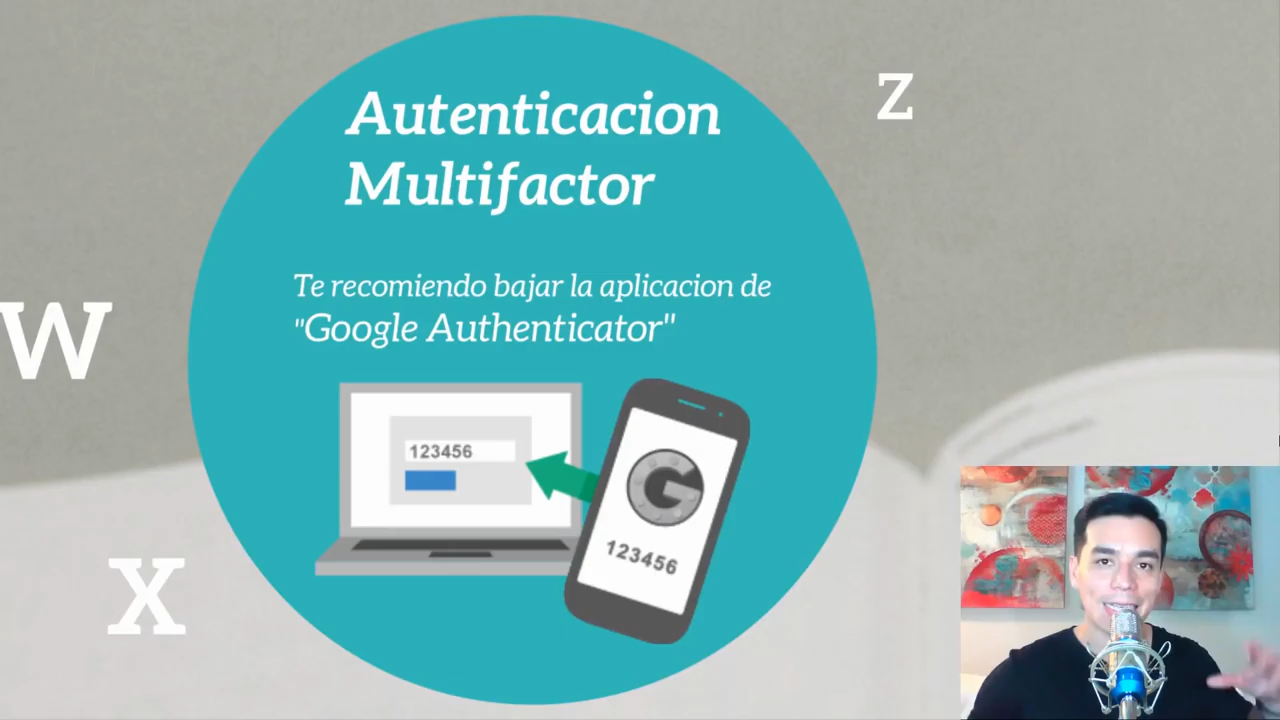 Autenticacion
Multifactor
Z
Te recomiendo bajar la aplicacion de
"Google Authenticator"
W
123456
G
123456
X